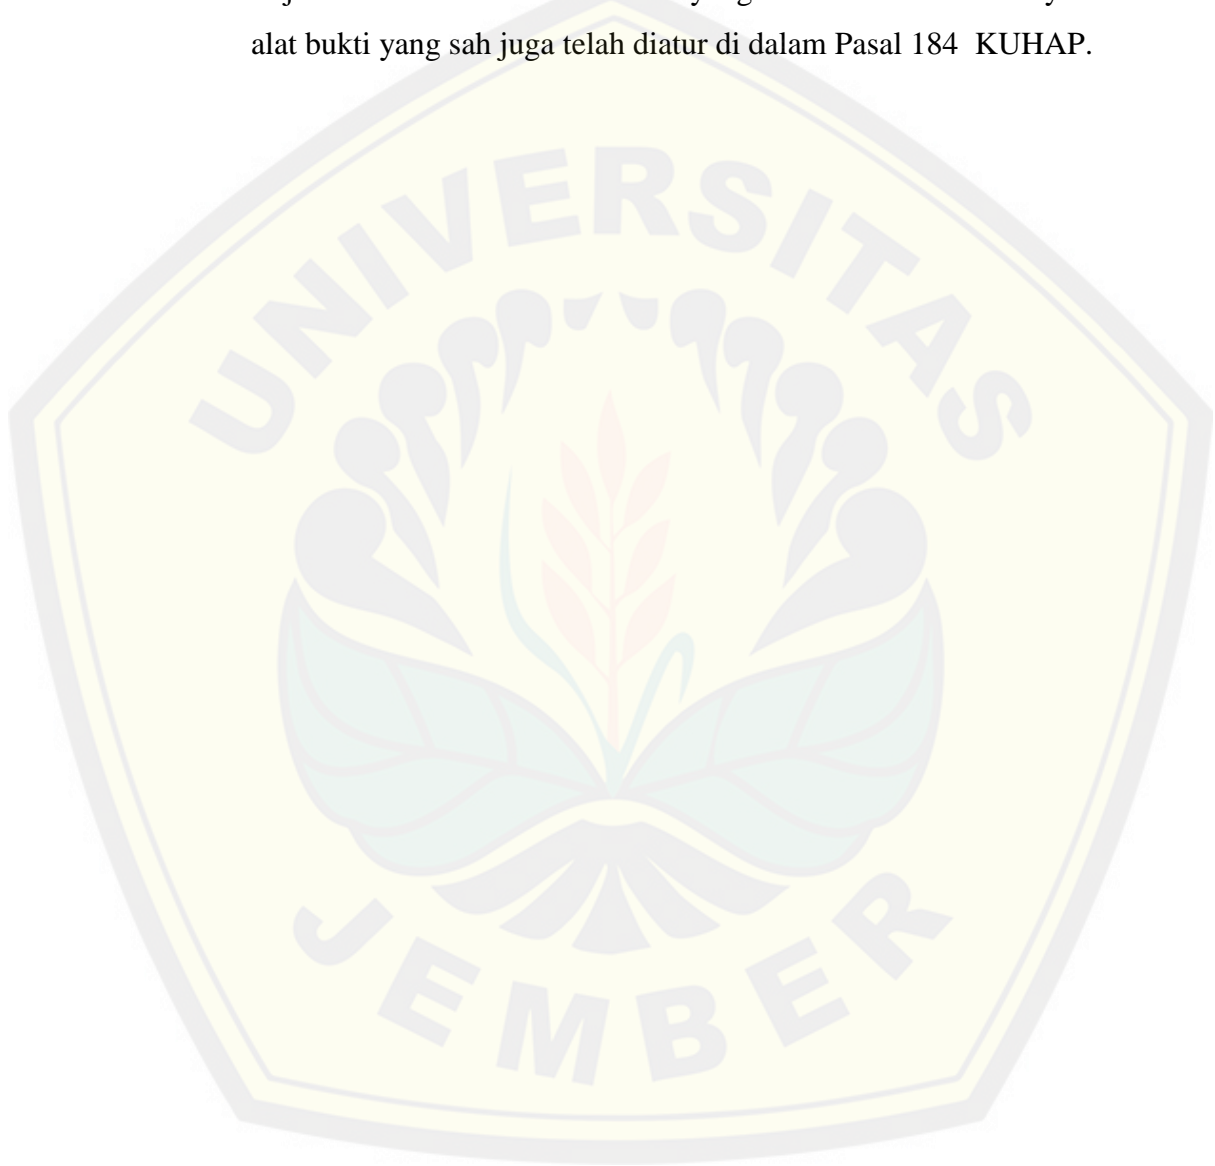 alat bukti yang sah juga telah diatur di dalam Pasal 184  KUHAP.
UNIVERSITAS
JEMBER